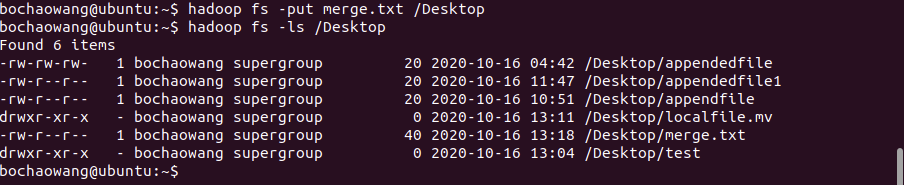 bochaowang@ubuntu:~$ hadoop fs -put merge.txt /Desktop
bochaowang@ubuntu:~$ hadoop fs -ls /Desktop
Found 6 items
-rw-rw-rw-   1 bochaowang supergroup         20 2020-10-16 04:42 /Desktop/appendedfile
-rw-r--r--   1 bochaowang supergroup         20 2020-10-16 11:47 /Desktop/appendedfile1
-rw-r--r--   1 bochaowang supergroup         20 2020-10-16 10:51 /Desktop/appendfile
drwxr-xr-x   - bochaowang supergroup          0 2020-10-16 13:11 /Desktop/localfile.mv
-rw-r--r--   1 bochaowang supergroup         40 2020-10-16 13:18 /Desktop/merge.txt
drwxr-xr-x   - bochaowang supergroup          0 2020-10-16 13:04 /Desktop/test
bochaowang@ubuntu:~$